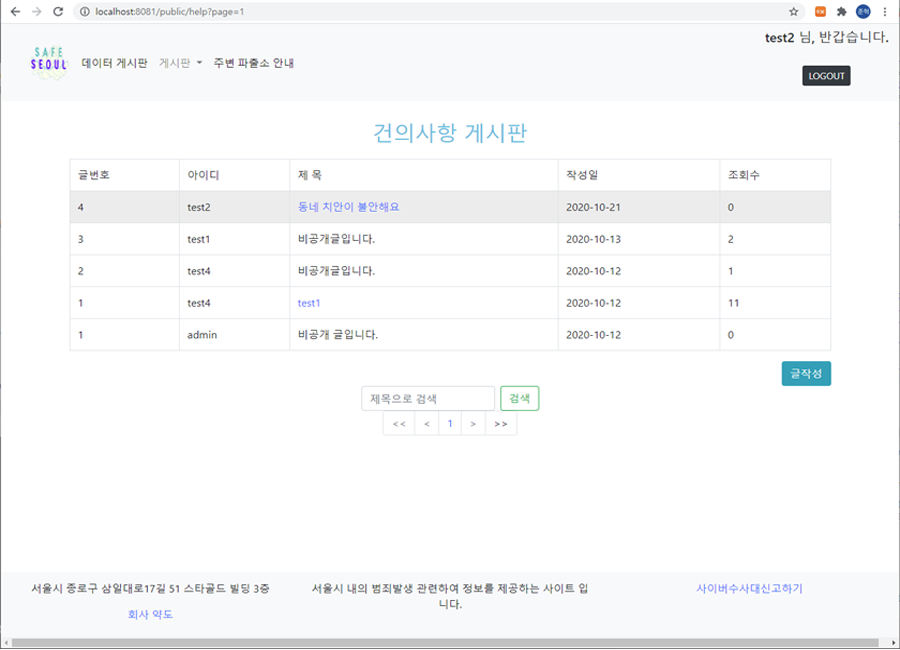 localhost:8081/public/help?page=1
test2 님, 반갑습니다.
SAFE
SEOUL
데이터 게시판 게시판 주변 파출소 안내
LOGOUT
건의사항 게시판
글번호 아이디 제 목 작성일 조회수
4 test2 동네 치안이 불안해요 2020-10-21 0
3 test1 비공개글입니다. 2020-10-13 2
2 test4 비공개글입니다. 2020-10-12 1
1 test4 test1 2020-10-12 11
1 admin 비공개 글입니다. 2020-10-12 0
글작성
제목으로 검색 검색
<< < 1 > >>
서울시 종로구 삼일대로17길 51 스타골드 빌딩 3층 서울시 내의 범죄발생 관련하여 정보를 제공하는 사이트 입 사이버수사대신고하기
니다.
회사 약도